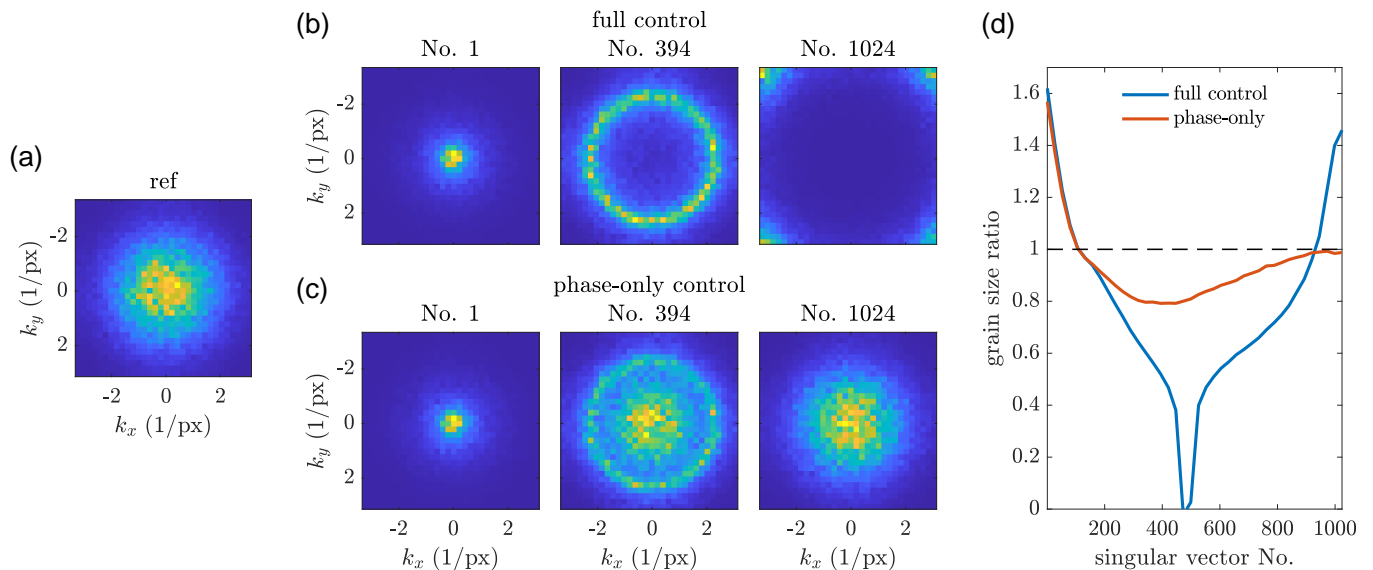 (a)
ref
-2
0
2
k_y (1/px)
-2 0 2
k_x (1/px)
(b)
full control
No. 1 No. 394 No. 1024
-2
0
2
k_y (1/px)
(c)
phase-only control
No. 1 No. 394 No. 1024
-2
0
2
k_y (1/px)
-2 0 2 -2 0 2 -2 0 2
k_x (1/px) k_x (1/px) k_x (1/px)
(d)
full control
phase-only
1.6
1.4
1.2
1
0.8
0.6
0.4
0.2
0
grain size ratio
200 400 600 800 1000
singular vector No.